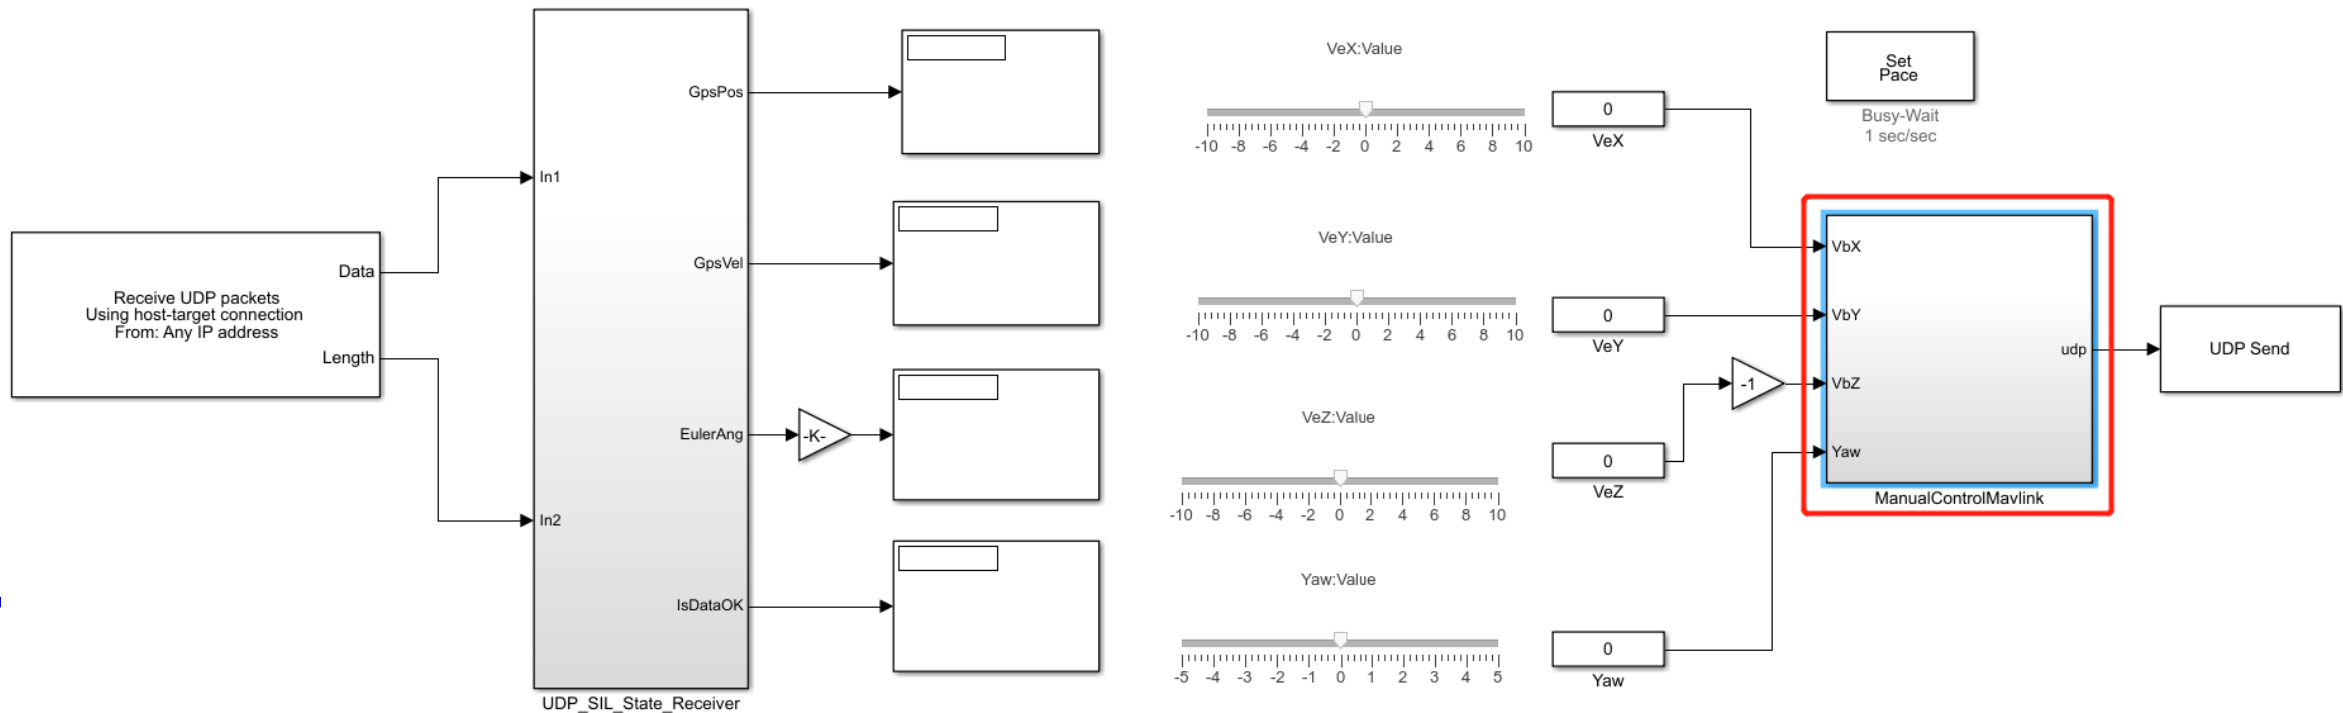 Receive UDP packets
Using host-target connection
From: Any IP address
Data
Length
In1
In2
GpsPos
GpsVel
EulerAng
IsDataOK
UDP_SIL_State_Receiver
-K-
VeX:Value
-10 -8 -6 -4 -2 0 2 4 6 8 10
0
VeX
VeY:Value
-10 -8 -6 -4 -2 0 2 4 6 8 10
0
VeY
VeZ:Value
-10 -8 -6 -4 -2 0 2 4 6 8 10
0
VeZ
Yaw:Value
-5 -4 -3 -2 -1 0 1 2 3 4 5
0
Yaw
-1
Set
Pace
Busy-Wait
1 sec/sec
VbX
VbY
VbZ
Yaw
udp
ManualControlMavlink
UDP Send